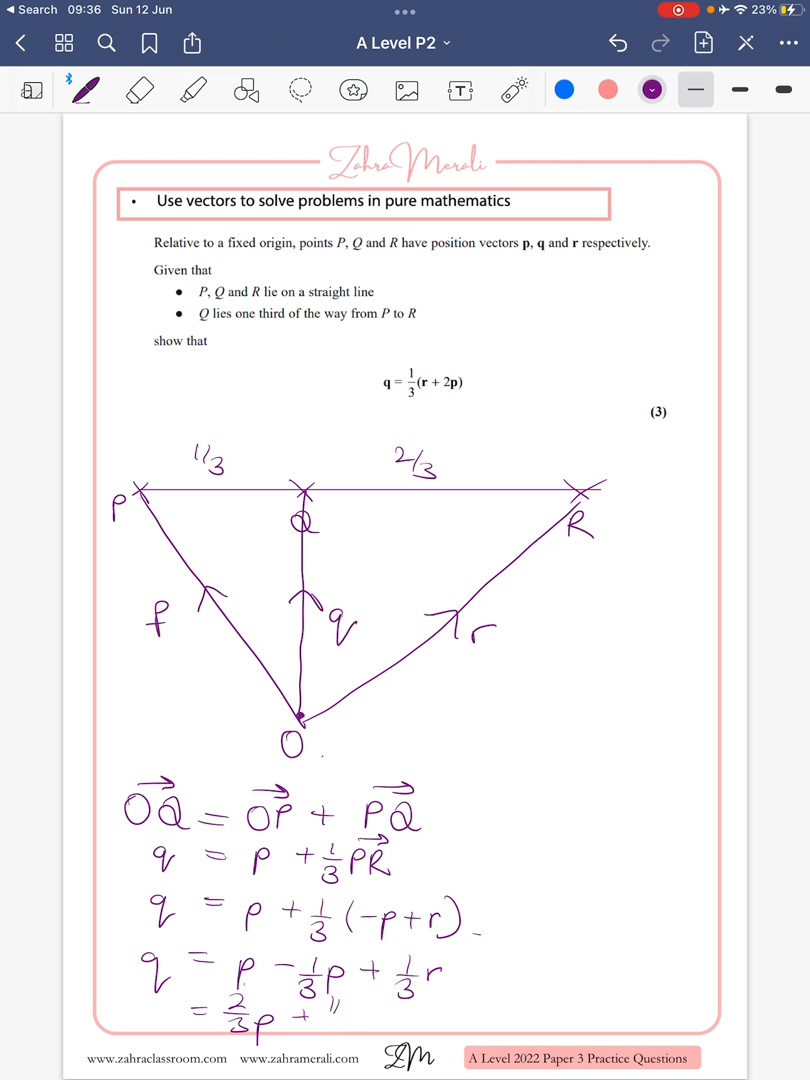 Search 09:36 Sun 12 Jun 23%
A Level P2
T
Zahra Merali
• Use vectors to solve problems in pure mathematics
Relative to a fixed origin, points P, Q and R have position vectors p, q and r respectively.
Given that
● P, Q and R lie on a straight line
● Q lies one third of the way from P to R
show that
q = 1/3 (r + 2p)
(3)
1/3 2/3
P Q R
p q r
O
OQ = OP + PQ
q = p + 1/3 PR
q = p + 1/3 (-p+r)
q = p - 1/3 p + 1/3 r
= 2/3 p + "
www.zahraclassroom.com www.zahramerali.com ZM A Level 2022 Paper 3 Practice Questions